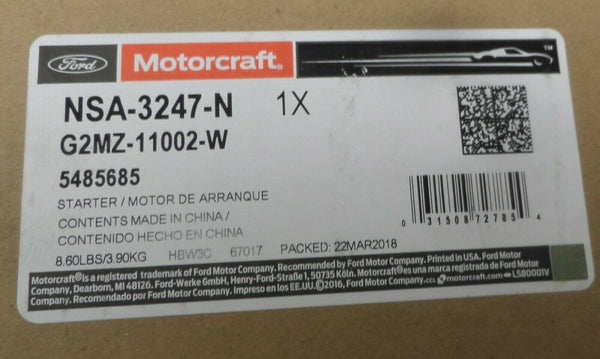 Ford Motorcraft® ™
NSA-3247-N 1X
G2MZ-11002-W
5485685
STARTER / MOTOR DE ARRANQUE
CONTENTS MADE IN CHINA /
CONTENIDO HECHO EN CHINA
0 31508 72785 4
8.60LBS/3.90KG HBW3C 67017 PACKED: 22MAR2018
Motorcraft® is a registered trademark of Ford Motor Company. Recommended by Ford Motor Company. Printed in USA. Ford Motor
Company, Dearborn, MI 48126. Ford-Werke GmbH, Henry-Ford-Straße 1, 50735 Köln. Motorcraft® es una marca registrada de Ford Motor
Company. Recomendado por Ford Motor Company. Impreso en los EE.UU. ©2016, Ford Motor Company. CCL motorcraft.com LSB0001V